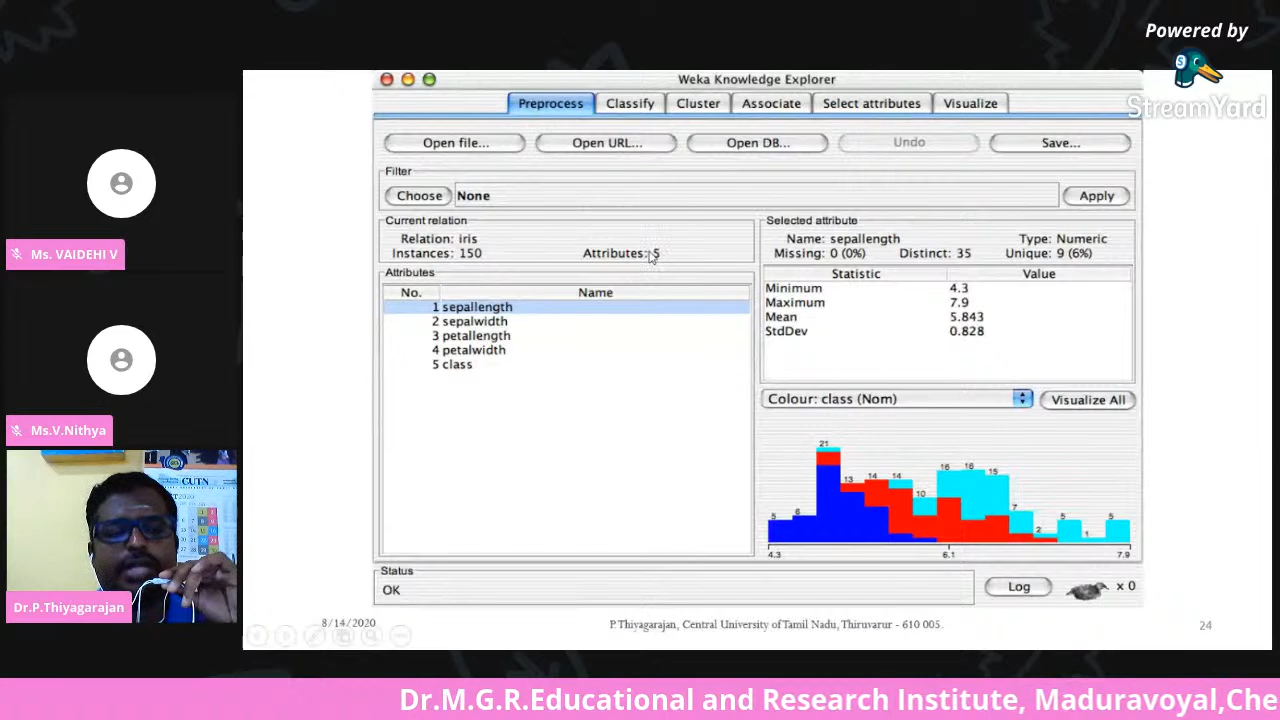 Powered by
StreamYard
Weka Knowledge Explorer
Preprocess Classify Cluster Associate Select attributes Visualize
Open file... Open URL... Open DB... Undo Save...
Filter
Choose None Apply
Current relation
Relation: iris
Instances: 150 Attributes: 5
Selected attribute
Name: sepallength Type: Numeric
Missing: 0 (0%) Distinct: 35 Unique: 9 (6%)
Attributes
No. Name
1 sepallength
2 sepalwidth
3 petallength
4 petalwidth
5 class
Statistic Value
Minimum 4.3
Maximum 7.9
Mean 5.843
StdDev 0.828
Colour: class (Nom) Visualize All
5 6 21 13 14 14 10 16 16 15 7 2 5 1 5
4.3 6.1 7.9
Status
OK
Log x 0
8/14/2020 P.Thiyagarajan, Central University of Tamil Nadu, Thiruvarur - 610 005. 24
Ms. VAIDEHI V
Ms.V.Nithya
CUTN
Dr.P.Thiyagarajan
Dr.M.G.R.Educational and Research Institute, Maduravoyal,Che